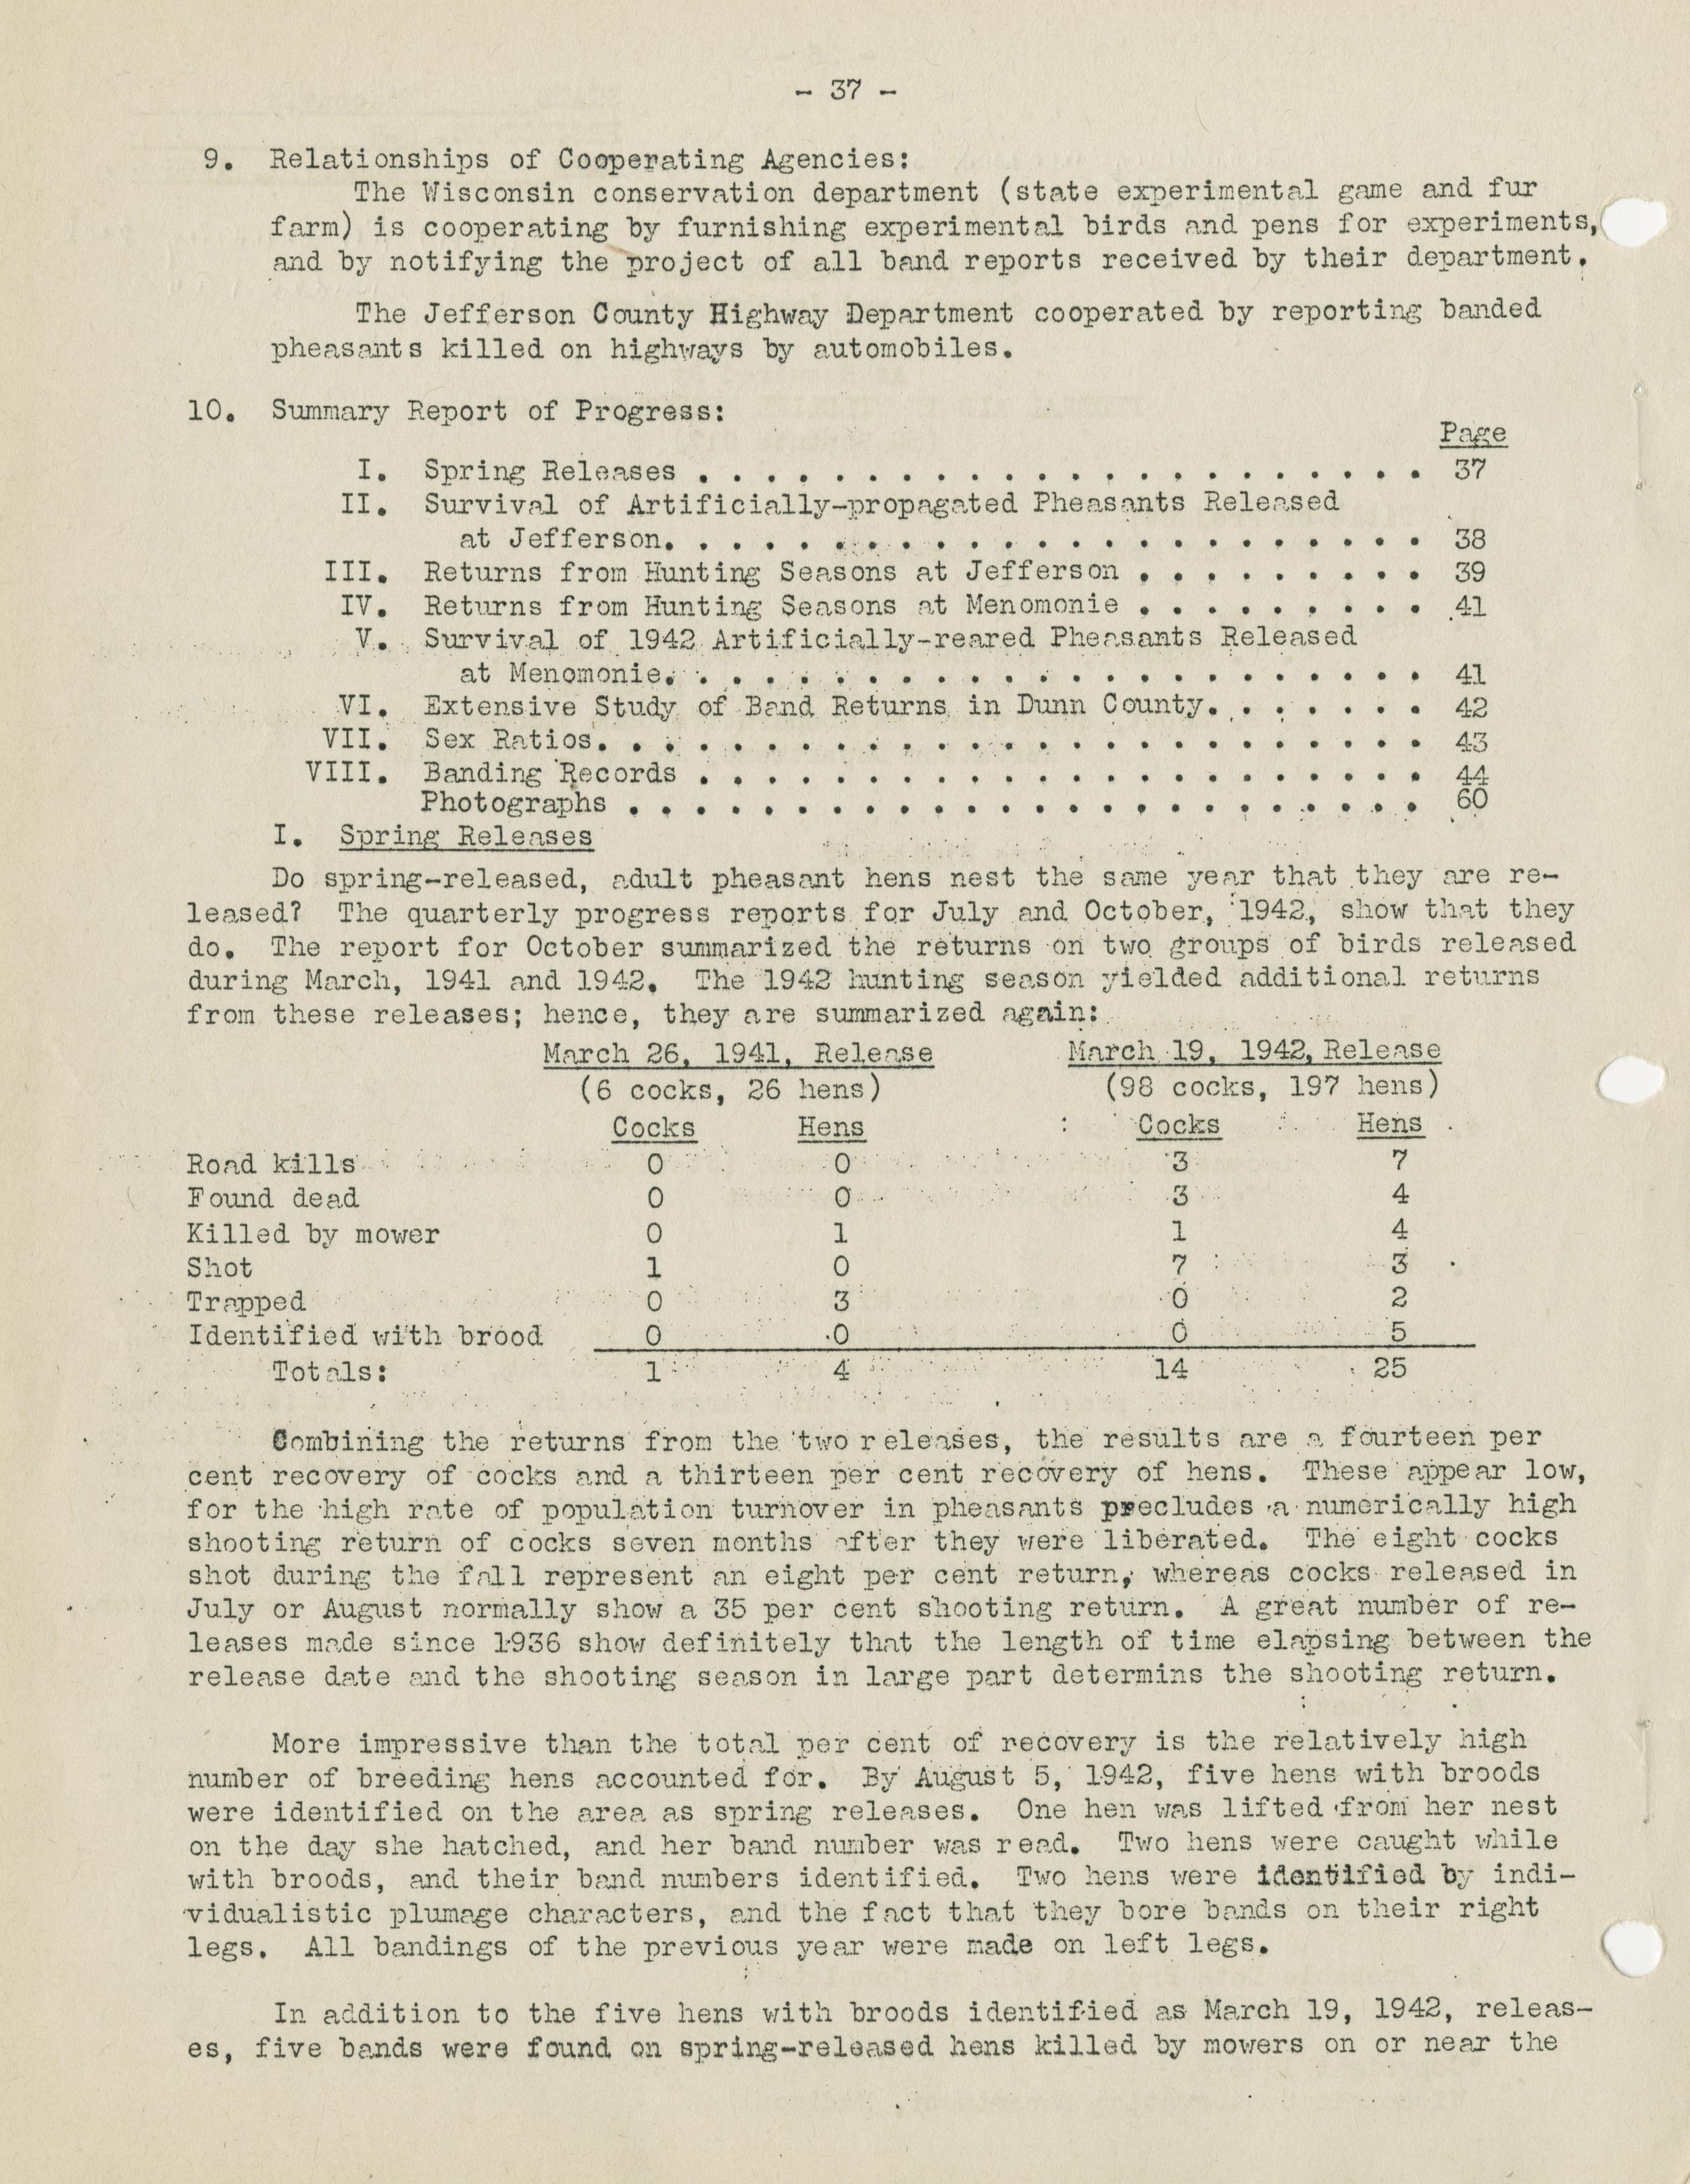 - 37 -
9. Relationships of Cooperating Agencies:
The Wisconsin conservation department (state experimental game and fur
farm) is cooperating by furnishing experimental birds and pens for experiments,
and by notifying the project of all band reports received by their department.
The Jefferson County Highway Department cooperated by reporting banded
pheasants killed on highways by automobiles.
10. Summary Report of Progress:
Page
I. Spring Releases . . . . . . . . . . . . . . . . . . . . . . 37
II. Survival of Artificially-propagated Pheasants Released
at Jefferson. . . . . . . . . . . . . . . . . . . . . . . 38
III. Returns from Hunting Seasons at Jefferson . . . . . . . . . 39
IV. Returns from Hunting Seasons at Menomonie . . . . . . . . . 41
V. Survival of 1942 Artificially-reared Pheasants Released
at Menomonie. . . . . . . . . . . . . . . . . . . . . . . 41
VI. Extensive Study of Band Returns in Dunn County. . . . . . . 42
VII. Sex Ratios. . . . . . . . . . . . . . . . . . . . . . . . . 43
VIII. Banding Records . . . . . . . . . . . . . . . . . . . . . . 44
Photographs . . . . . . . . . . . . . . . . . . . . . . . . 60
I. Spring Releases
Do spring-released, adult pheasant hens nest the same year that they are re-
leased? The quarterly progress reports for July and October, 1942, show that they
do. The report for October summarized the returns on two groups of birds released
during March, 1941 and 1942. The 1942 hunting season yielded additional returns
from these releases; hence, they are summarized again:
March 26, 1941, Release March 19, 1942, Release
(6 cocks, 26 hens) (98 cocks, 197 hens)
Cocks Hens Cocks Hens
Road kills 0 0 3 7
Found dead 0 0 3 4
Killed by mower 0 1 1 4
Shot 1 0 7 3
Trapped 0 3 0 2
Identified with brood 0 0 0 5
Totals: 1 4 14 25
Combining the returns from the two releases, the results are a fourteen per
cent recovery of cocks and a thirteen per cent recovery of hens. These appear low,
for the high rate of population turnover in pheasants precludes a numerically high
shooting return of cocks seven months after they were liberated. The eight cocks
shot during the fall represent an eight per cent return, whereas cocks released in
July or August normally show a 35 per cent shooting return. A great number of re-
leases made since 1936 show definitely that the length of time elapsing between the
release date and the shooting season in large part determins the shooting return.
More impressive than the total per cent of recovery is the relatively high
number of breeding hens accounted for. By August 5, 1942, five hens with broods
were identified on the area as spring releases. One hen was lifted from her nest
on the day she hatched, and her band number was read. Two hens were caught while
with broods, and their band numbers identified. Two hens were identified by indi-
vidualistic plumage characters, and the fact that they bore bands on their right
legs. All bandings of the previous year were made on left legs.
In addition to the five hens with broods identified as March 19, 1942, releas-
es, five bands were found on spring-released hens killed by mowers on or near the